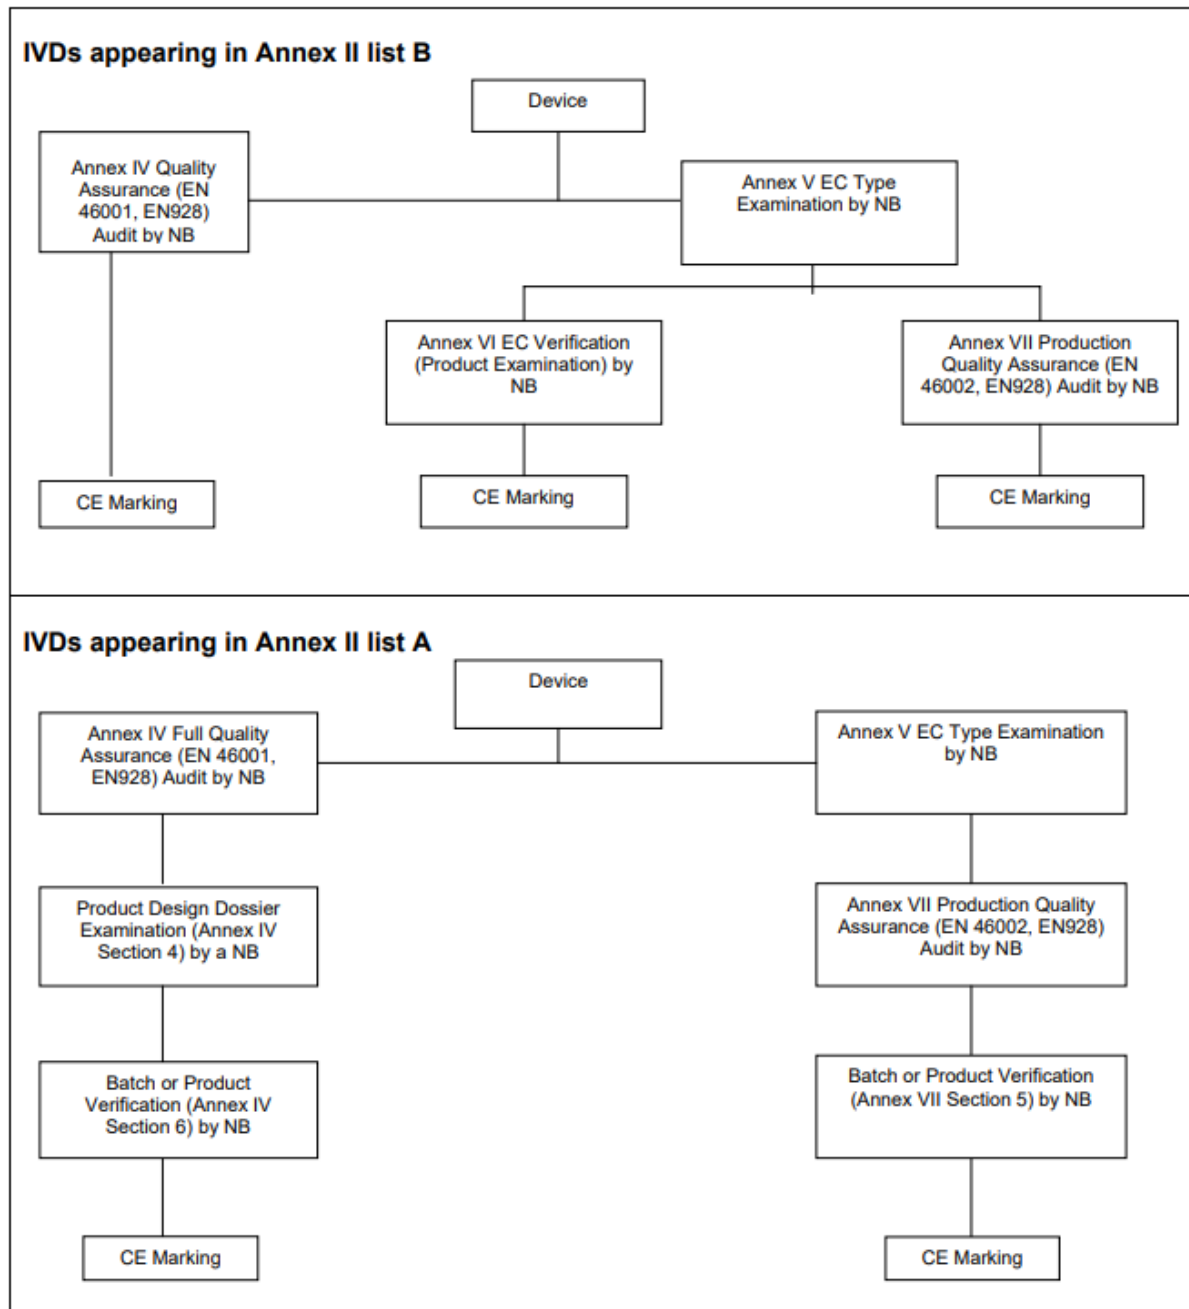 IVDs appearing in Annex II list B
Device
Annex IV Quality
Assurance (EN
46001, EN928)
Audit by NB
Annex V EC Type
Examination by NB
Annex VI EC Verification
(Product Examination) by
NB
Annex VII Production
Quality Assurance (EN
46002, EN928) Audit by NB
CE Marking
CE Marking
CE Marking
IVDs appearing in Annex II list A
Device
Annex IV Full Quality
Assurance (EN 46001,
EN928) Audit by NB
Annex V EC Type Examination
by NB
Product Design Dossier
Examination (Annex IV
Section 4) by a NB
Annex VII Production Quality
Assurance (EN 46002, EN928)
Audit by NB
Batch or Product
Verification (Annex IV
Section 6) by NB
Batch or Product Verification
(Annex VII Section 5) by NB
CE Marking
CE Marking